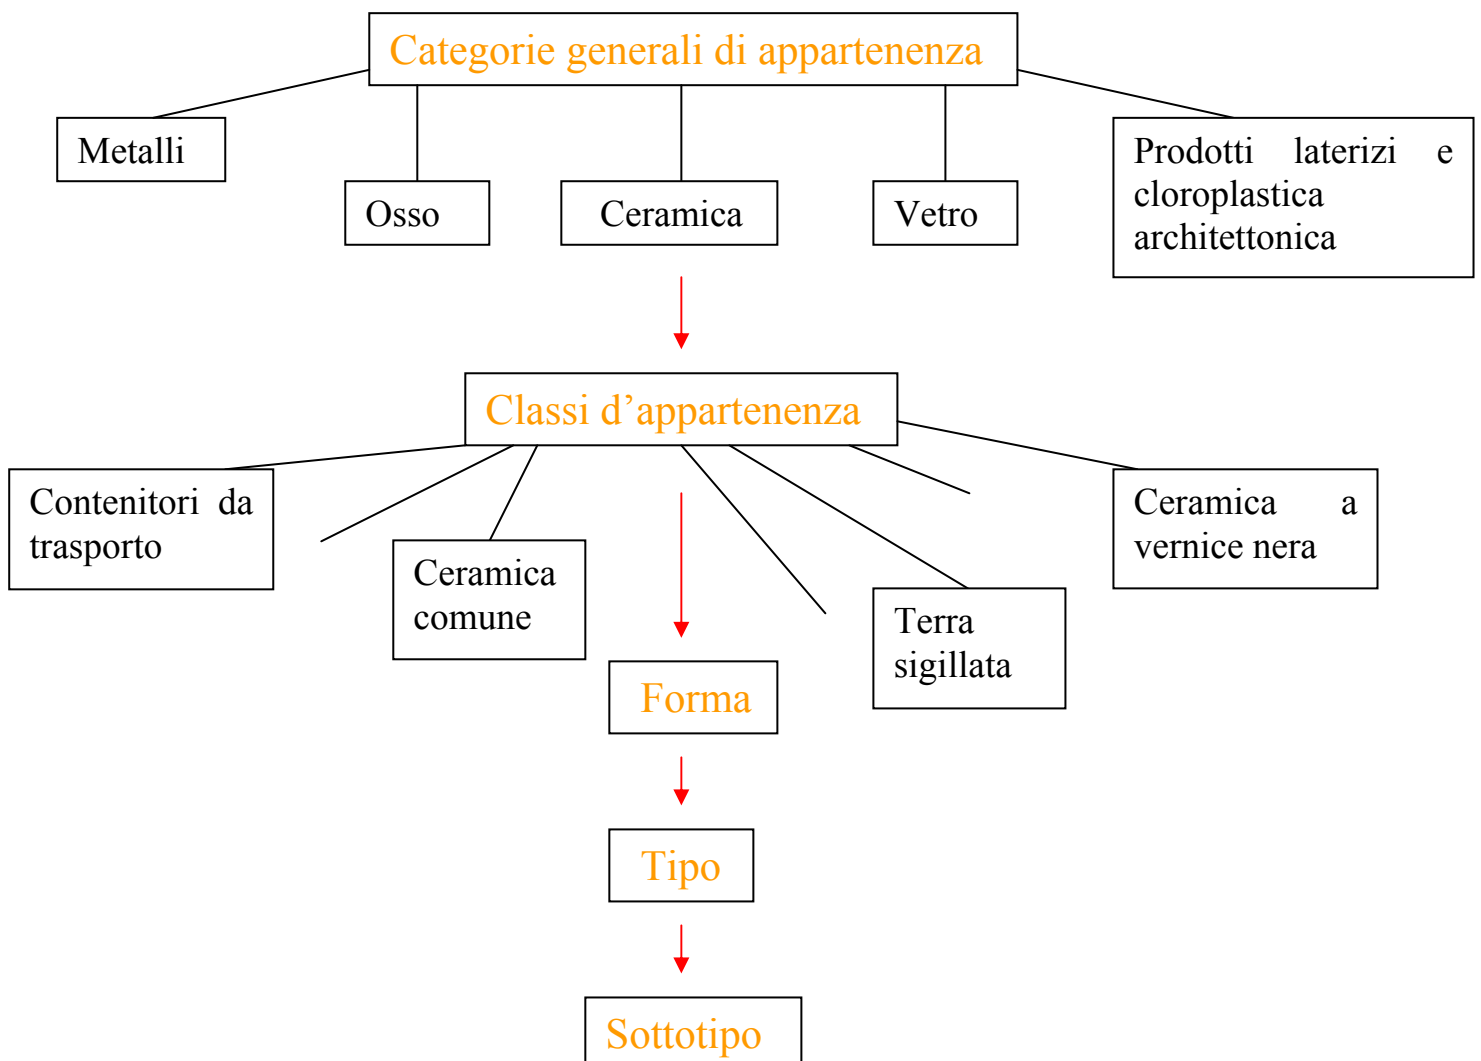 Categorie generali di appartenenza
Metalli
Osso
Ceramica
Vetro
Prodotti laterizi e
cloroplastica
architettonica
Classi d’appartenenza
Contenitori da
trasporto
Ceramica
comune
Terra
sigillata
Ceramica a
vernice nera
Forma
Tipo
Sottotipo